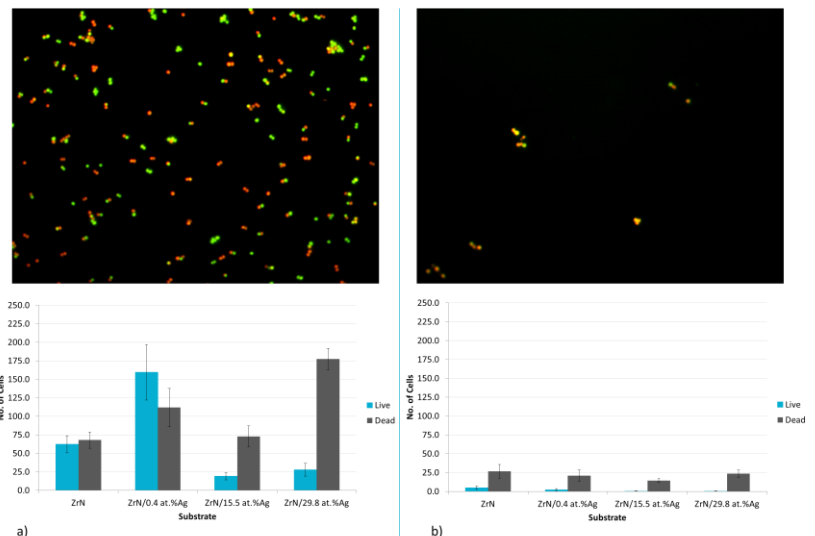 250.0
225.0
200.0
175.0
150.0
125.0
100.0
75.0
50.0
25.0
0.0
No. of Cells
ZrN ZrN/0.4 at.%Ag ZrN/15.5 at.%Ag ZrN/29.8 at.%Ag
Substrate
Live
Dead
a)
250.0
225.0
200.0
175.0
150.0
125.0
100.0
75.0
50.0
25.0
0.0
No. of Cells
ZrN ZrN/0.4 at.%Ag ZrN/15.5 at.%Ag ZrN/29.8 at.%Ag
Substrate
Live
Dead
b)